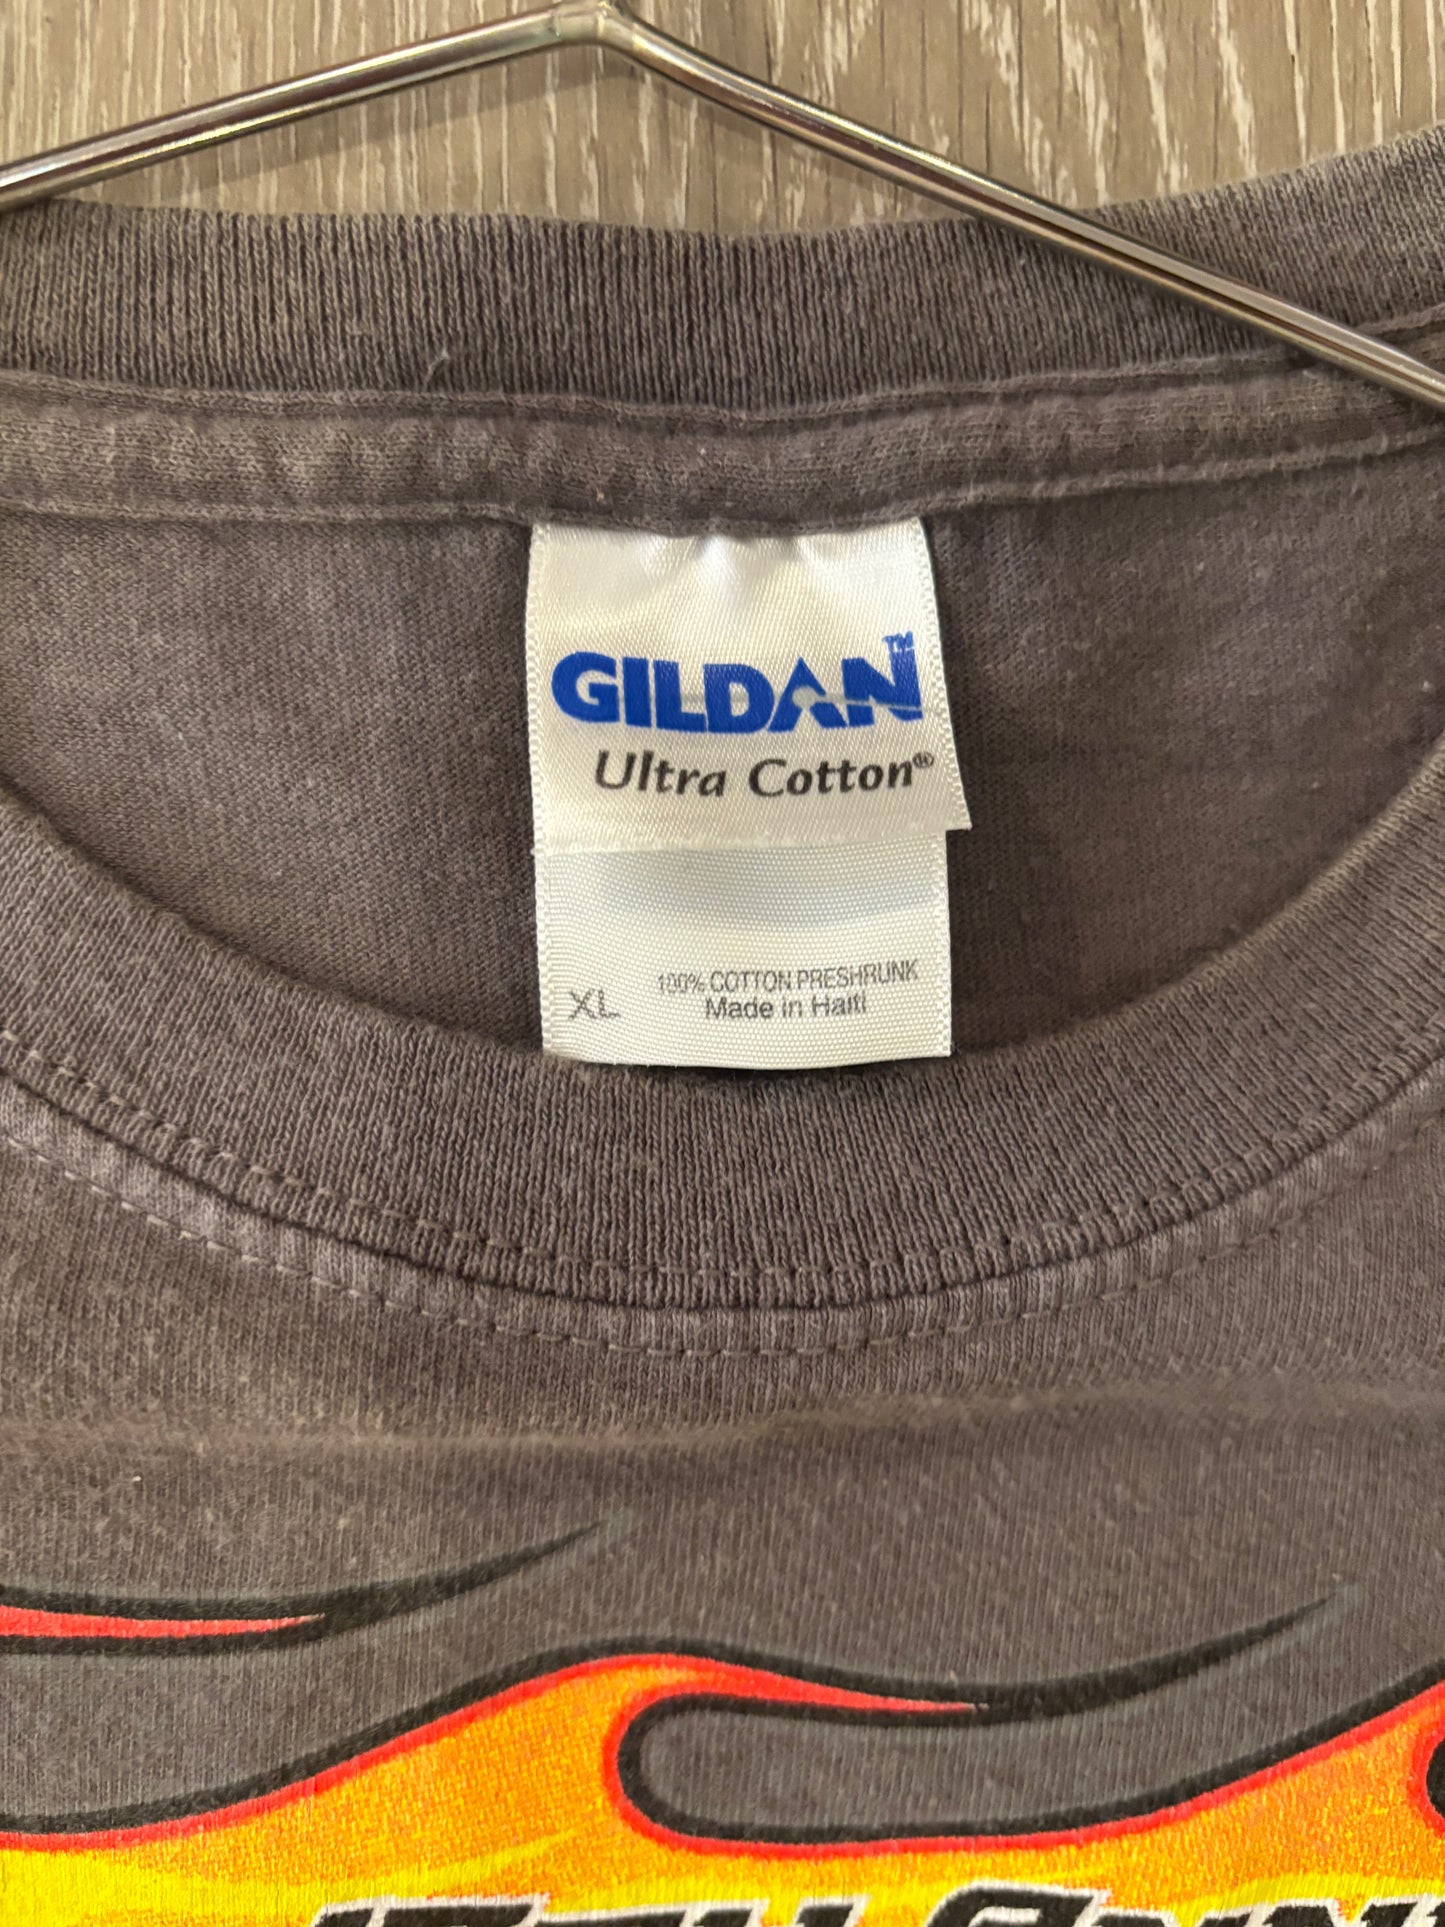 GILDAN™
Ultra Cotton®
100% COTTON PRESHRUNK
XL Made in Haiti